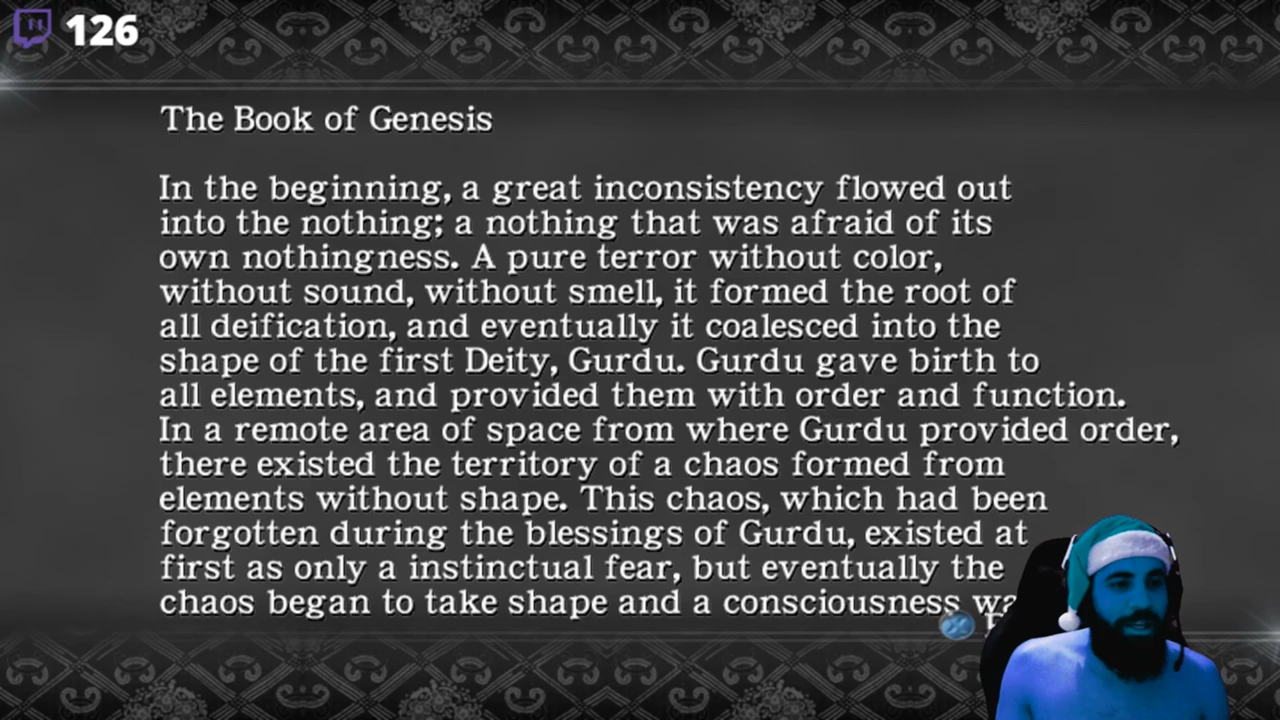 126
The Book of Genesis
In the beginning, a great inconsistency flowed out
into the nothing; a nothing that was afraid of its
own nothingness. A pure terror without color,
without sound, without smell, it formed the root of
all deification, and eventually it coalesced into the
shape of the first Deity, Gurdu. Gurdu gave birth to
all elements, and provided them with order and function.
In a remote area of space from where Gurdu provided order,
there existed the territory of a chaos formed from
elements without shape. This chaos, which had been
forgotten during the blessings of Gurdu, existed at
first as only a instinctual fear, but eventually the
chaos began to take shape and a consciousness